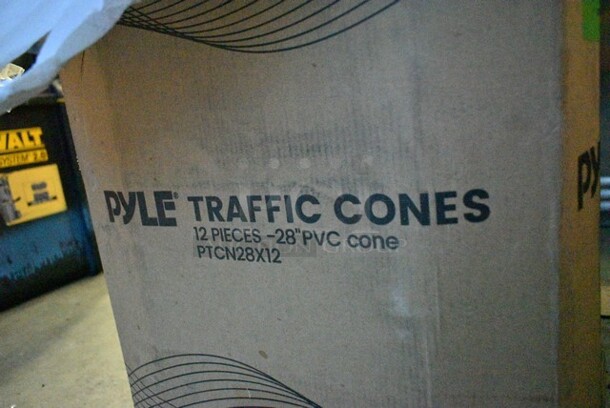 PYLE® TRAFFIC CONES
12 PIECES -28" PVC cone
PTCN28X12